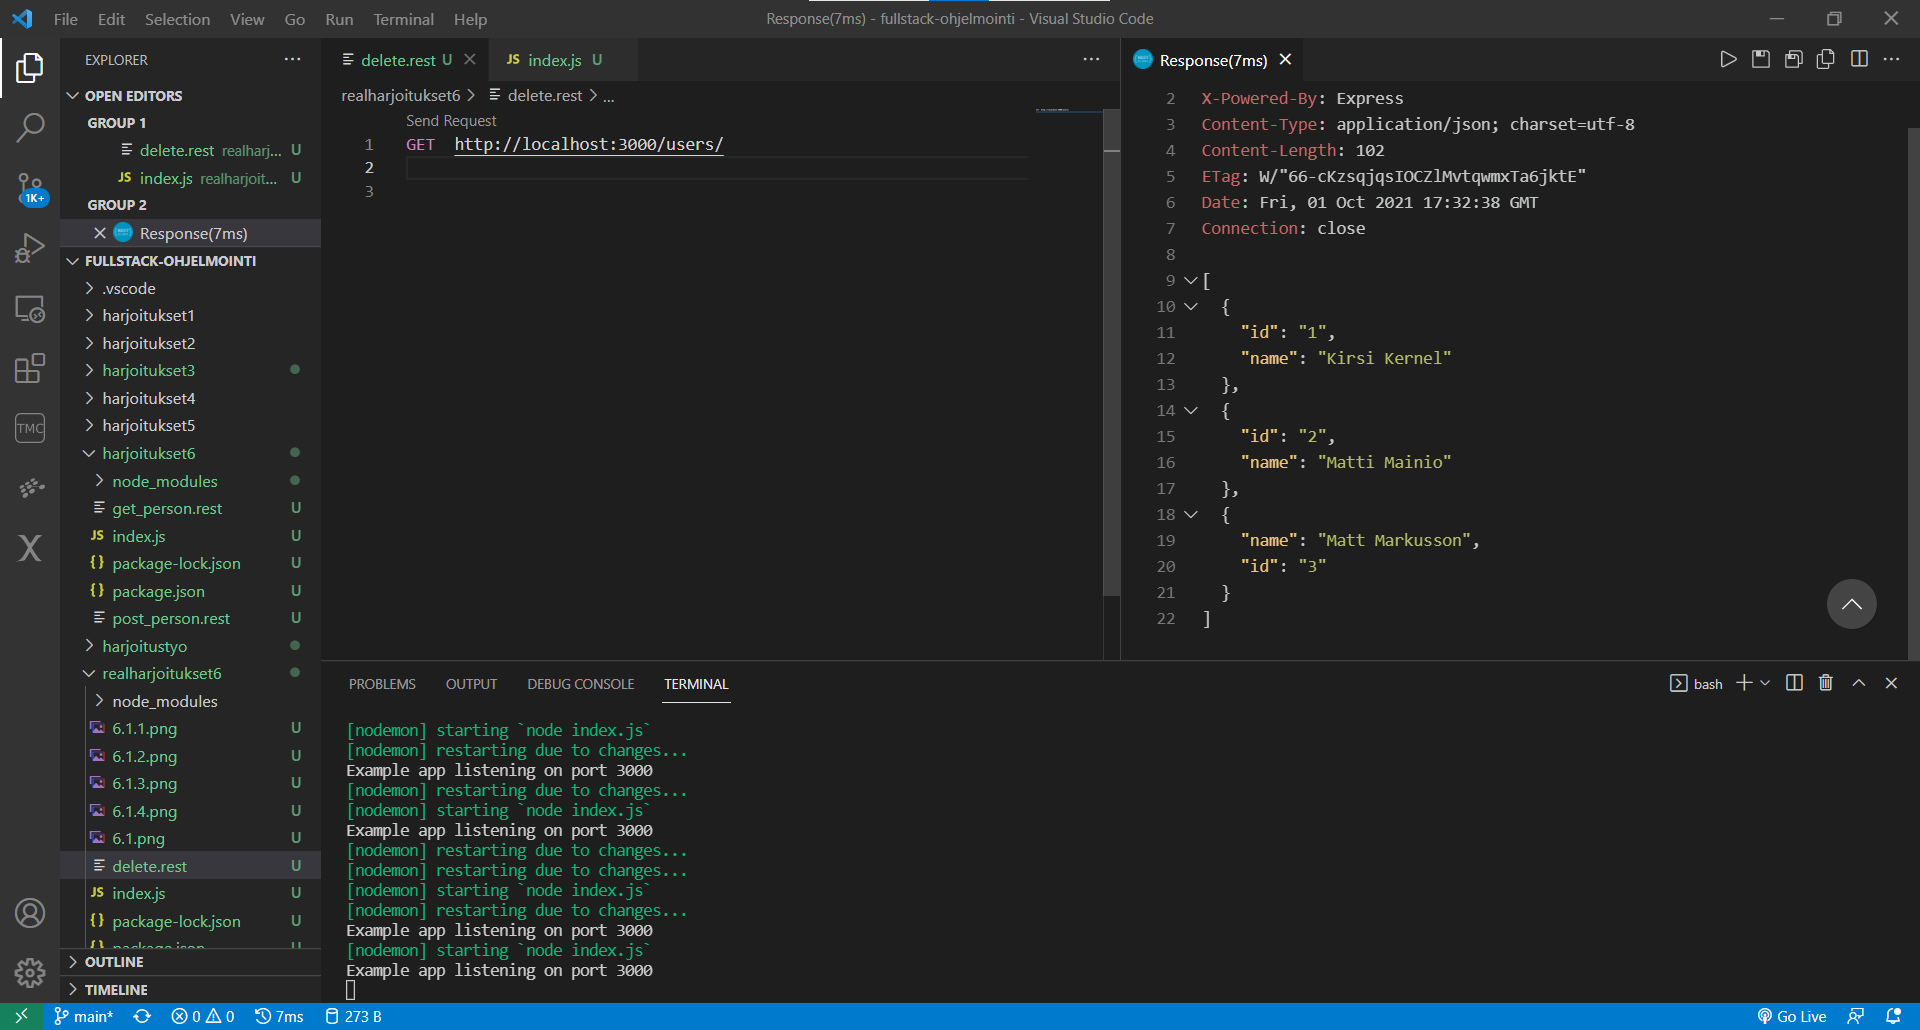 File Edit Selection View Go Run Terminal Help
Response(7ms) - fullstack-ohjelmointi - Visual Studio Code
EXPLORER
OPEN EDITORS
GROUP 1
delete.rest realharj... U
JS index.js realharjoit... U
GROUP 2
Response(7ms)
FULLSTACK-OHJELMOINTI
.vscode
harjoitukset1
harjoitukset2
harjoitukset3
harjoitukset4
harjoitukset5
harjoitukset6
node_modules
get_person.rest U
JS index.js U
{} package-lock.json U
{} package.json U
post_person.rest U
harjoitustyo
realharjoitukset6
node_modules
6.1.1.png U
6.1.2.png U
6.1.3.png U
6.1.4.png U
6.1.png U
delete.rest U
JS index.js U
{} package-lock.json U
{} package.json U
OUTLINE
TIMELINE
1K+
TMC
delete.rest U
JS index.js U
realharjoitukset6 > delete.rest > ...
Send Request
1 GET http://localhost:3000/users/
2
3
Response(7ms)
2 X-Powered-By: Express
3 Content-Type: application/json; charset=utf-8
4 Content-Length: 102
5 ETag: W/"66-cKzsqjqsIOCZlMvtqwmxTa6jktE"
6 Date: Fri, 01 Oct 2021 17:32:38 GMT
7 Connection: close
8
9 [
10 {
11 "id": "1",
12 "name": "Kirsi Kernel"
13 },
14 {
15 "id": "2",
16 "name": "Matti Mainio"
17 },
18 {
19 "name": "Matt Markusson",
20 "id": "3"
21 }
22 ]
PROBLEMS OUTPUT DEBUG CONSOLE TERMINAL
bash
[nodemon] starting `node index.js`
[nodemon] restarting due to changes...
Example app listening on port 3000
[nodemon] restarting due to changes...
[nodemon] starting `node index.js`
Example app listening on port 3000
[nodemon] restarting due to changes...
[nodemon] restarting due to changes...
[nodemon] starting `node index.js`
[nodemon] restarting due to changes...
Example app listening on port 3000
[nodemon] starting `node index.js`
Example app listening on port 3000
main* 0 0 7ms 273 B
Go Live